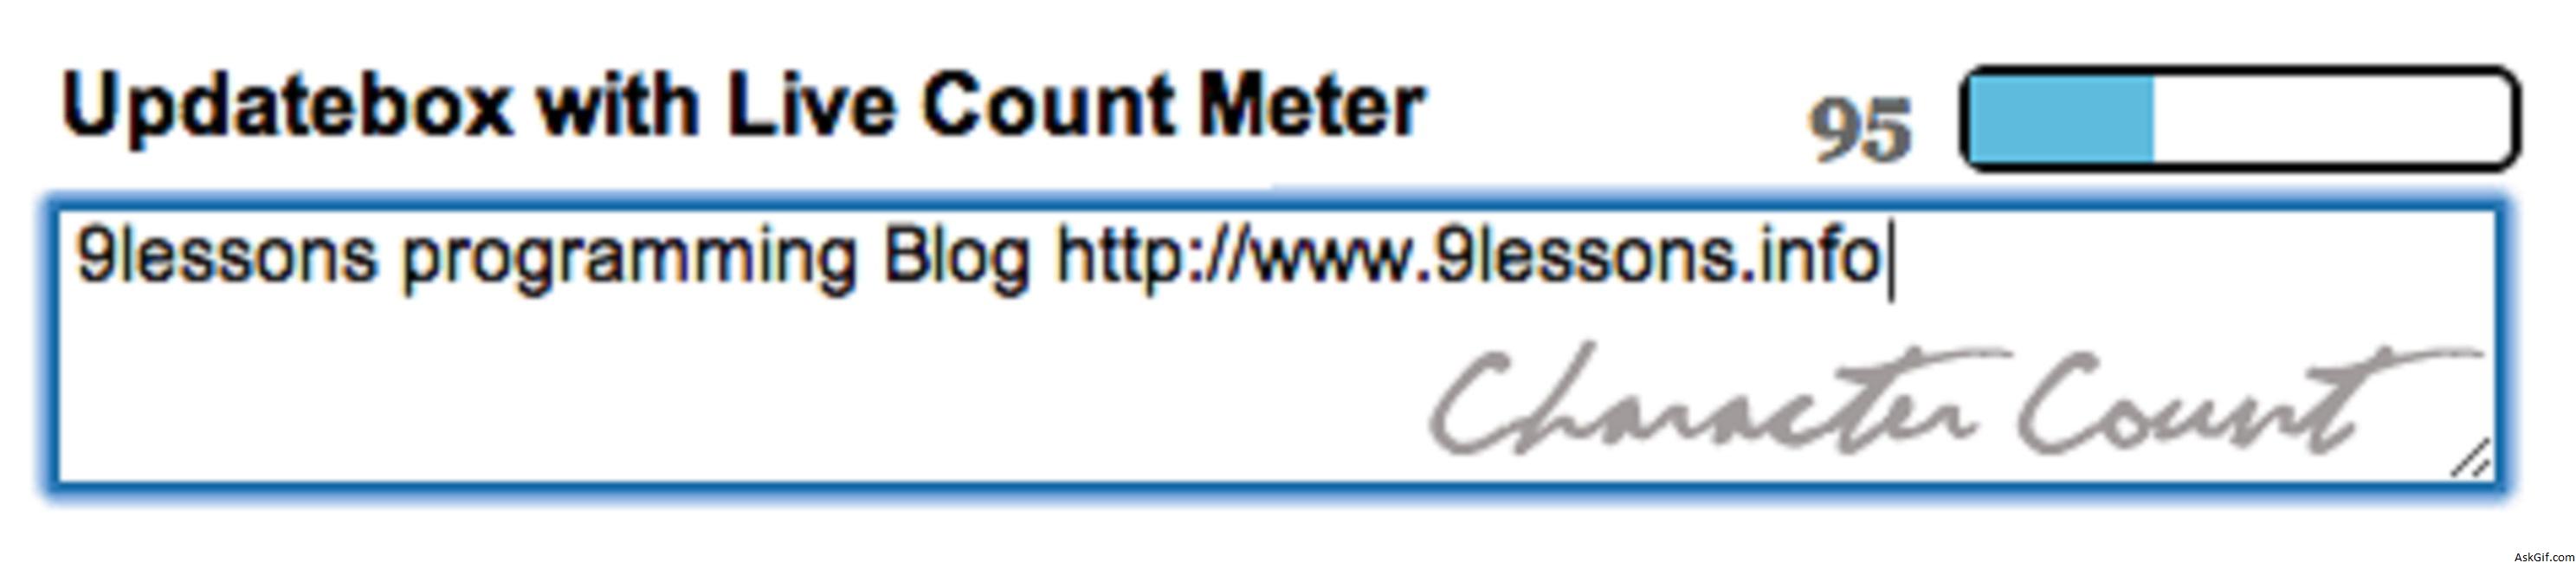 Updatebox with Live Count Meter 95
9lessons programming Blog http://www.9lessons.info
Character Count
AskGif.com